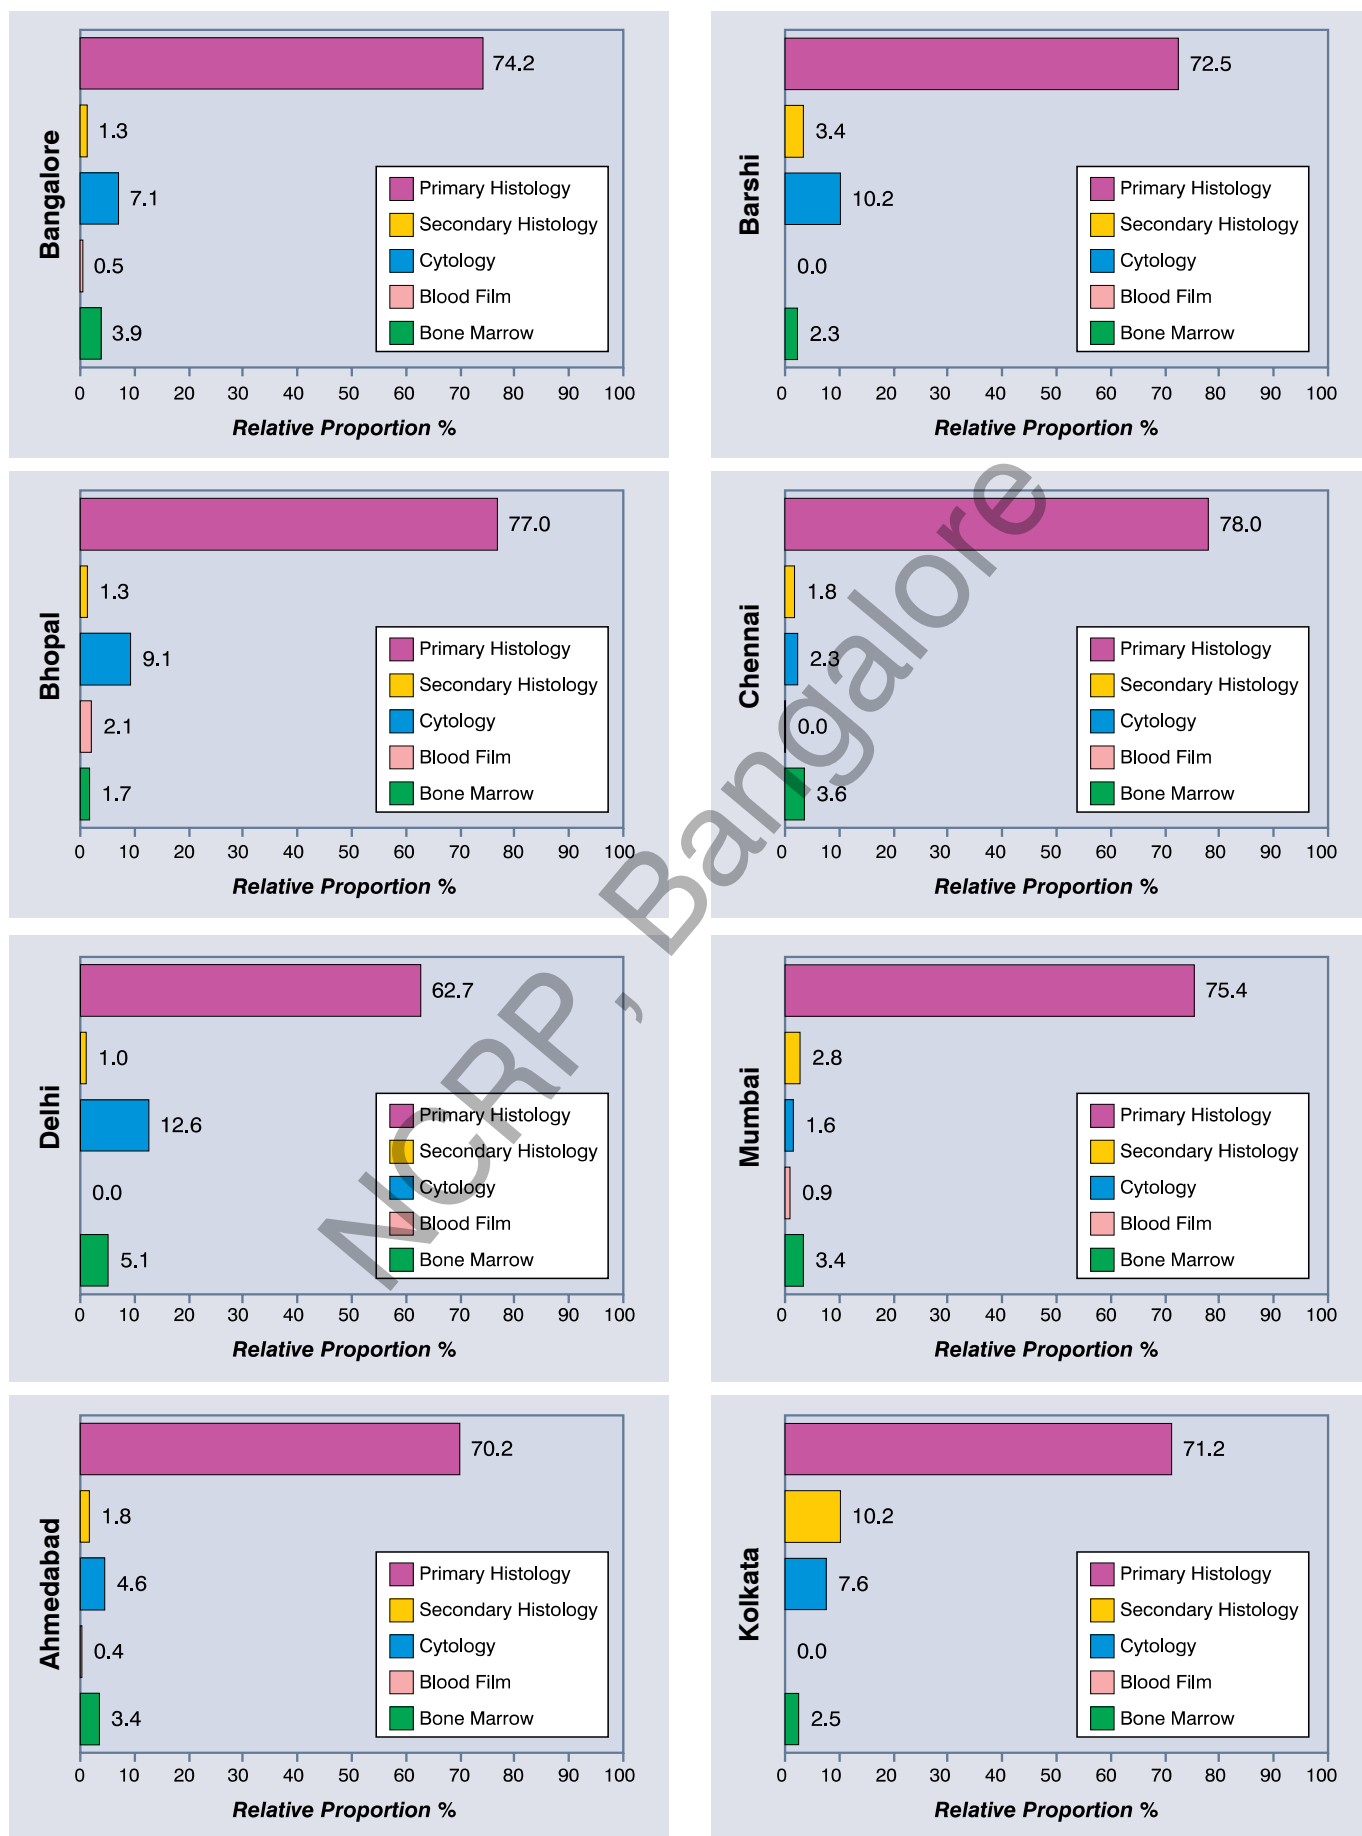 Bangalore
74.2
1.3
7.1
0.5
3.9
Primary Histology
Secondary Histology
Cytology
Blood Film
Bone Marrow
0 10 20 30 40 50 60 70 80 90 100
Relative Proportion %
Barshi
72.5
3.4
10.2
0.0
2.3
Primary Histology
Secondary Histology
Cytology
Blood Film
Bone Marrow
0 10 20 30 40 50 60 70 80 90 100
Relative Proportion %
Bhopal
77.0
1.3
9.1
2.1
1.7
Primary Histology
Secondary Histology
Cytology
Blood Film
Bone Marrow
0 10 20 30 40 50 60 70 80 90 100
Relative Proportion %
Chennai
78.0
1.8
2.3
0.0
3.6
Primary Histology
Secondary Histology
Cytology
Blood Film
Bone Marrow
0 10 20 30 40 50 60 70 80 90 100
Relative Proportion %
Delhi
62.7
1.0
12.6
0.0
5.1
Primary Histology
Secondary Histology
Cytology
Blood Film
Bone Marrow
0 10 20 30 40 50 60 70 80 90 100
Relative Proportion %
Mumbai
75.4
2.8
1.6
0.9
3.4
Primary Histology
Secondary Histology
Cytology
Blood Film
Bone Marrow
0 10 20 30 40 50 60 70 80 90 100
Relative Proportion %
Ahmedabad
70.2
1.8
4.6
0.4
3.4
Primary Histology
Secondary Histology
Cytology
Blood Film
Bone Marrow
0 10 20 30 40 50 60 70 80 90 100
Relative Proportion %
Kolkata
71.2
10.2
7.6
0.0
2.5
Primary Histology
Secondary Histology
Cytology
Blood Film
Bone Marrow
0 10 20 30 40 50 60 70 80 90 100
Relative Proportion %
NCRP , Bangalore